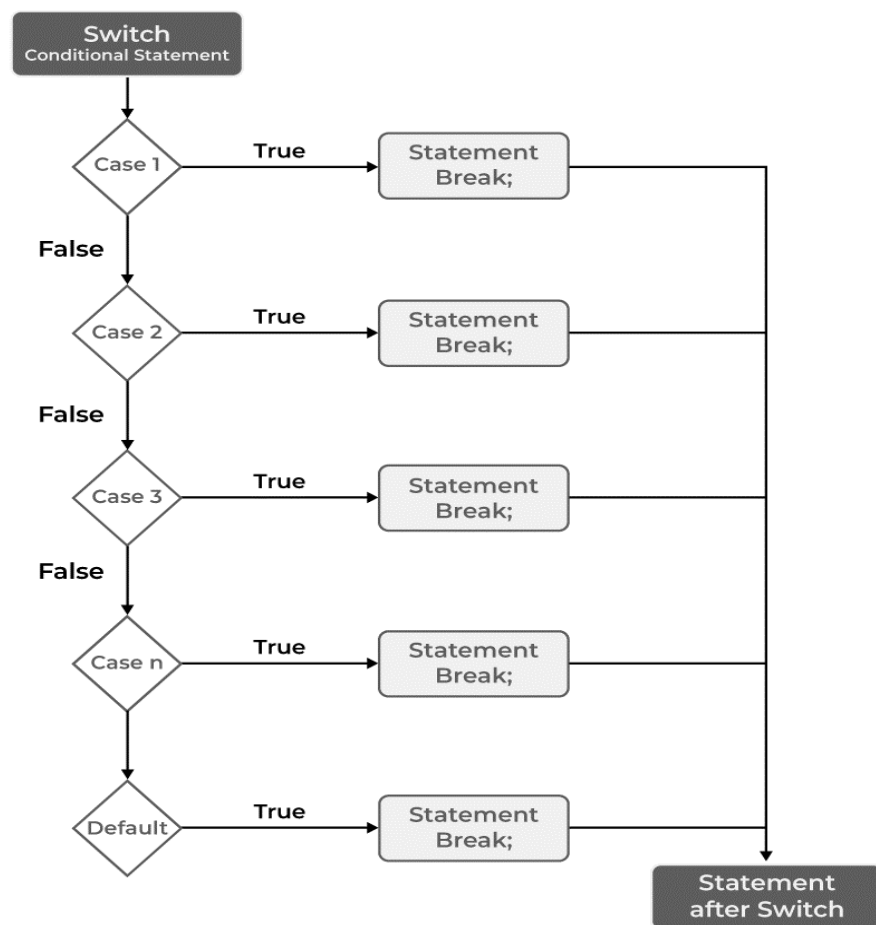 Switch
Conditional Statement
Case 1
True
Statement
Break;
False
Case 2
True
Statement
Break;
False
Case 3
True
Statement
Break;
False
Case n
True
Statement
Break;
Default
True
Statement
Break;
Statement
after Switch